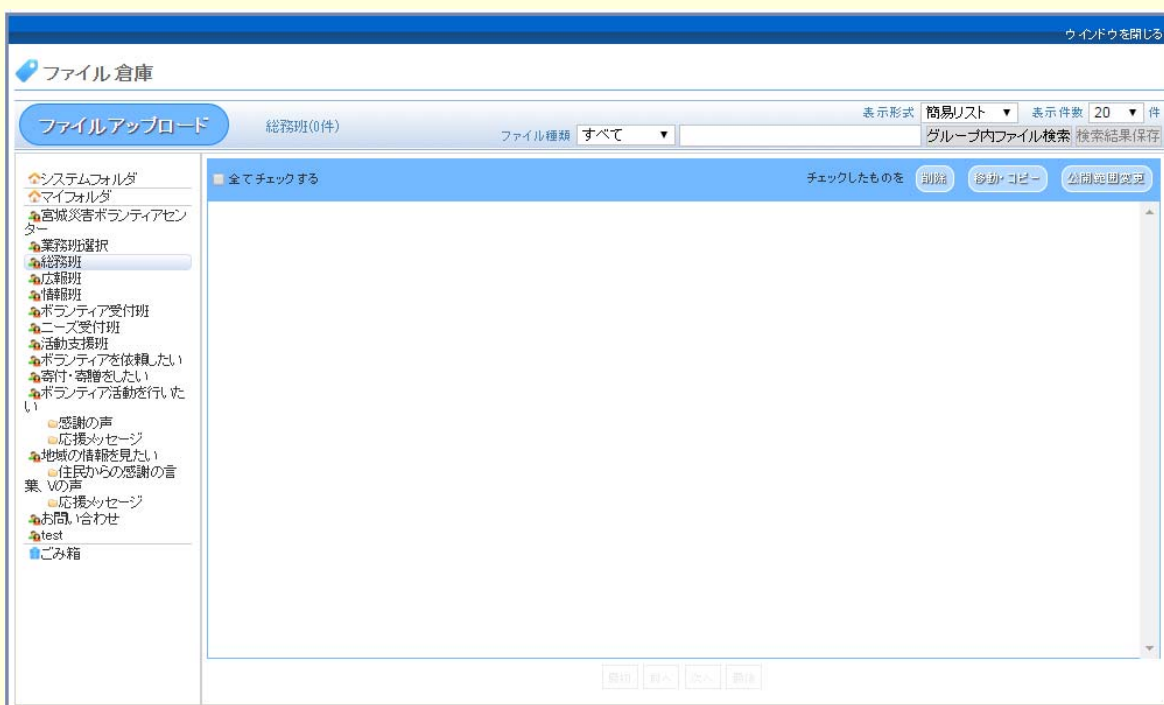 ウィンドウを閉じる
ファイル倉庫
ファイルアップロード
総務班(0件)
表示形式 簡易リスト ▼ 表示件数 20 ▼ 件
ファイル種類 すべて ▼ グループ内ファイル検索 検索結果保存
全てチェックする
チェックしたものを 削除 移動・コピー 公開範囲変更
システムフォルダ
マイフォルダ
宮城災害ボランティアセン
ター
業務班選択
総務班
広報班
情報班
ボランティア受付班
ニーズ受付班
活動支援班
ボランティアを依頼したい
寄付・寄贈をしたい
ボランティア活動を行いた
い
感謝の声
応援メッセージ
地域の情報を見たい
住民からの感謝の言
葉、Vの声
応援メッセージ
お問い合わせ
test
ごみ箱
最初 前へ 次へ 最後